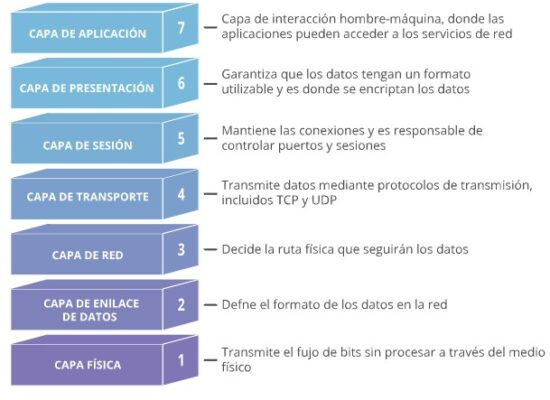 CAPA DE APLICACIÓN
7
Capa de interacción hombre-máquina, donde las
aplicaciones pueden acceder a los servicios de red
CAPA DE PRESENTACIÓN
6
Garantiza que los datos tengan un formato
utilizable y es donde se encriptan los datos
CAPA DE SESIÓN
5
Mantiene las conexiones y es responsable de
controlar puertos y sesiones
CAPA DE TRANSPORTE
4
Transmite datos mediante protocolos de transmisión,
incluidos TCP y UDP
CAPA DE RED
3
Decide la ruta física que seguirán los datos
CAPA DE ENILACE
DE DATOS
2
Defne el formato de los datos en la red
CAPA FÍSICA
1
Transmite el fujo de bits sin procesar a través del medio
físico